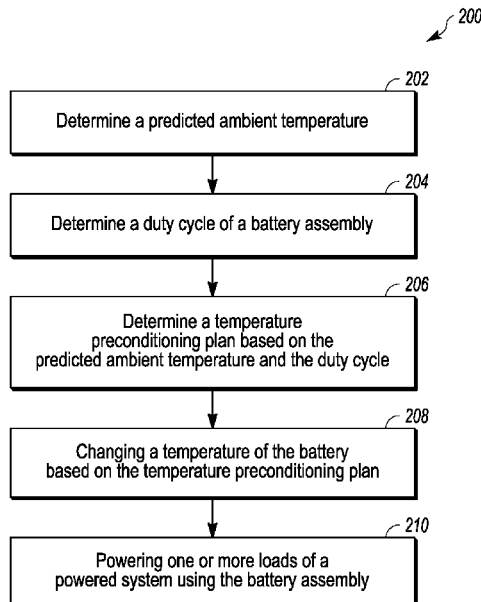 200
202
Determine a predicted ambient temperature
204
Determine a duty cycle of a battery assembly
206
Determine a temperature
preconditioning plan based on the
predicted ambient temperature and the duty cycle
208
Changing a temperature of the battery
based on the temperature preconditioning plan
210
Powering one or more loads of a
powered system using the battery assembly